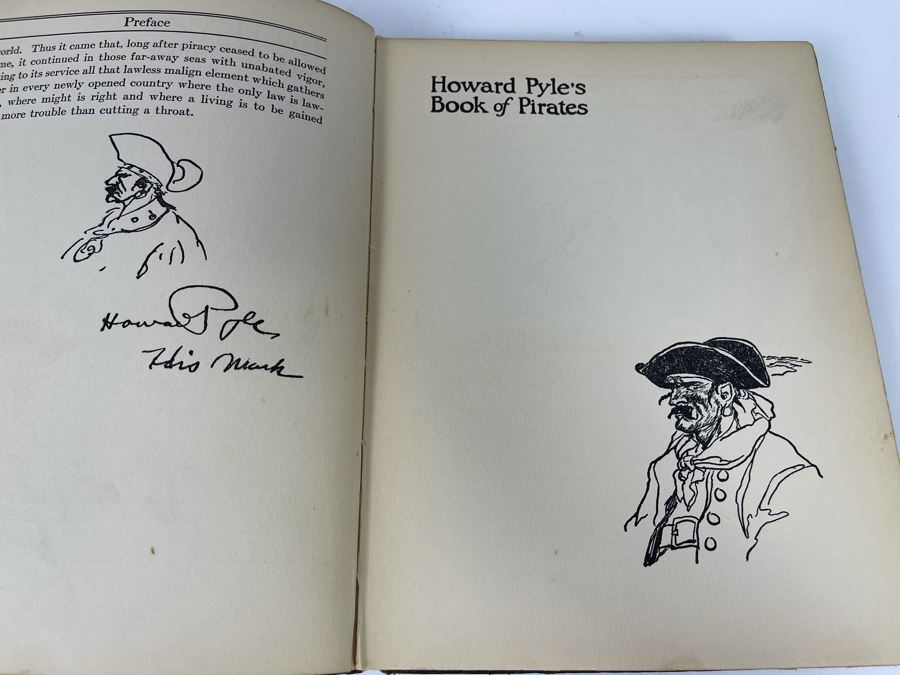 Preface
world. Thus it came that, long after piracy ceased to be allowed
me, it continued in those far-away seas with unabated vigor,
ing to its service all that lawless malign element which gathers
er in every newly opened country where the only law is law-
, where might is right and where a living is to be gained
more trouble than cutting a throat.
Howard Pyle,
His Mark
Howard Pyle's
Book of Pirates